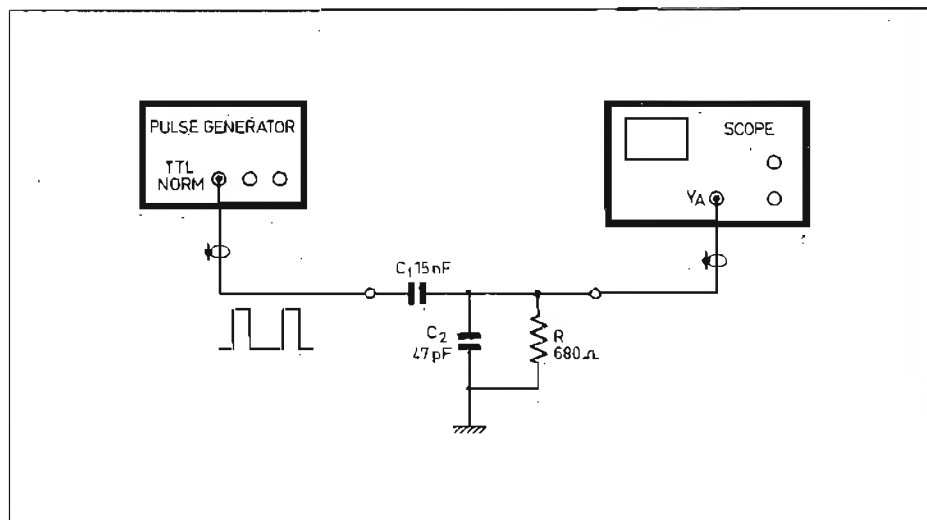 PULSE GENERATOR
TTL
NORM
SCOPE
YA
C1 15nF
C2
47pF
R
680Ω